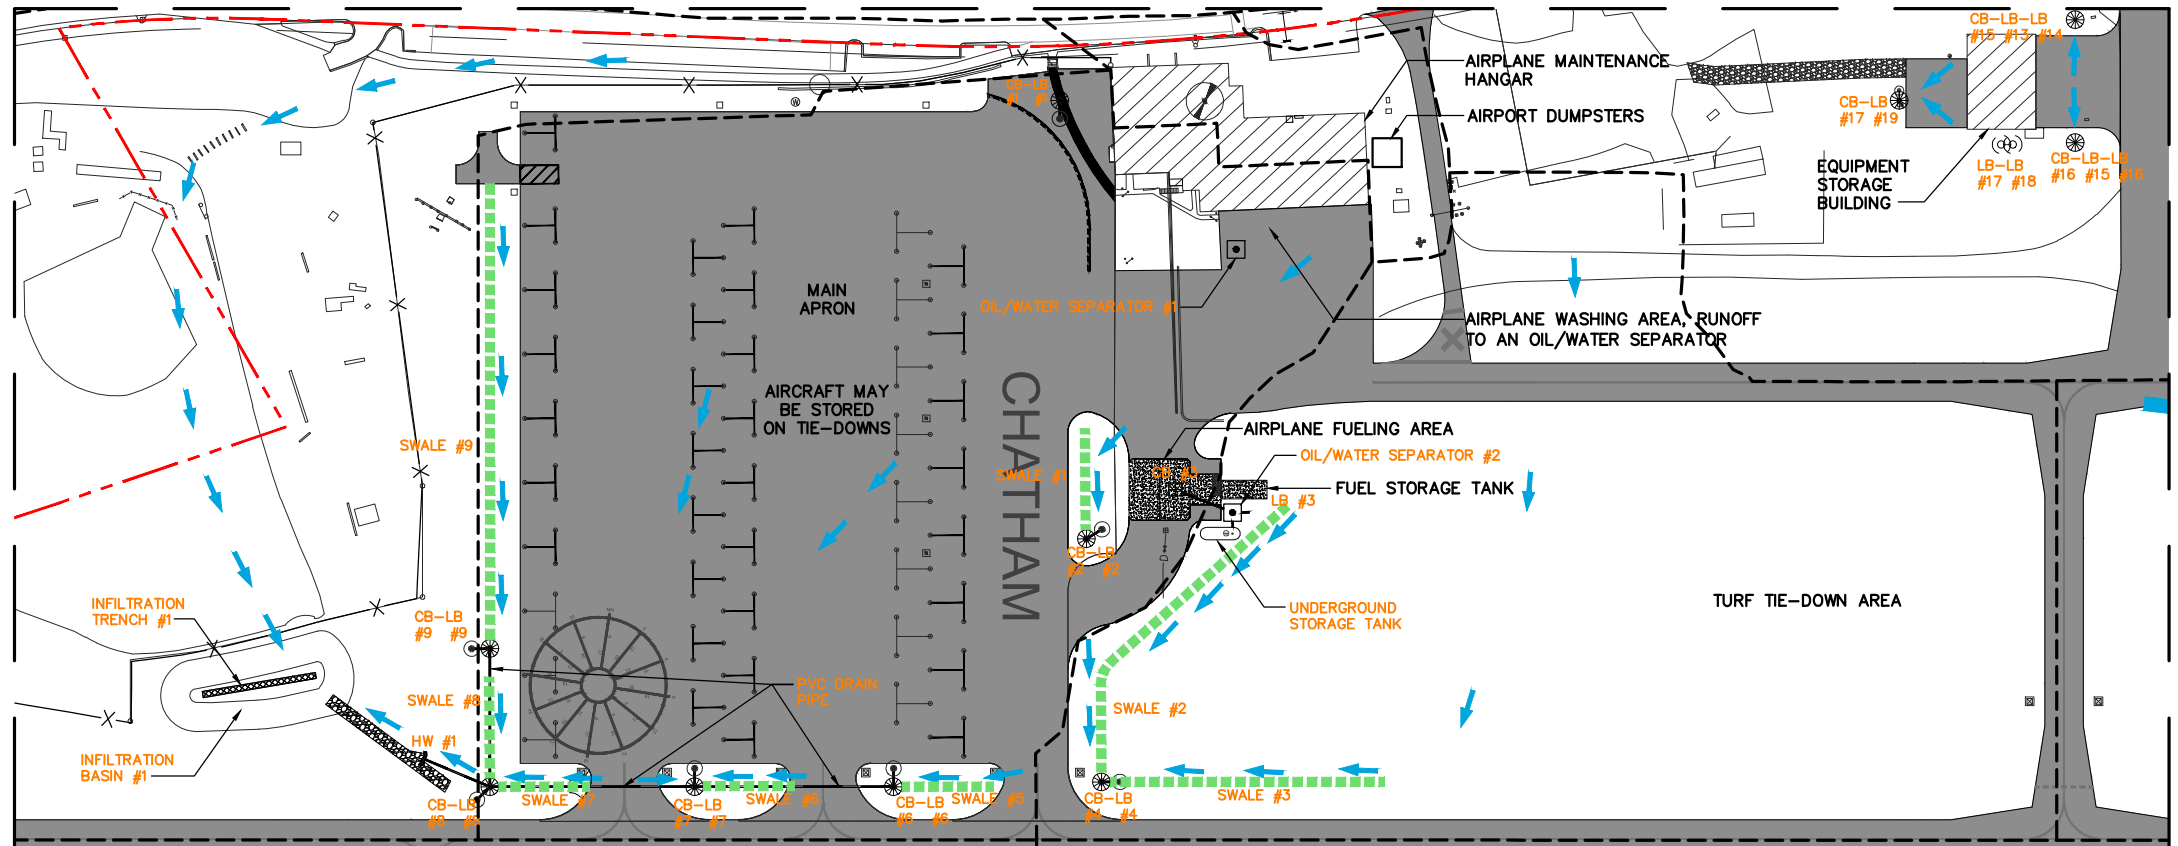 CB-LB-LB
#15 #13 #14
AIRPLANE MAINTENANCE
HANGAR
CB-LB
#1 #1
CB-LB
#17 #19
AIRPORT DUMPSTERS
EQUIPMENT
STORAGE
BUILDING
LB-LB
#17 #18
CB-LB-LB
#16 #15 #16
MAIN
APRON
OIL/WATER SEPARATOR #1
AIRPLANE WASHING AREA, RUNOFF
TO AN OIL/WATER SEPARATOR
AIRCRAFT MAY
BE STORED
ON TIE-DOWNS
CHATHAM
SWALE #9
SWALE #1
AIRPLANE FUELING AREA
OIL/WATER SEPARATOR #2
CB #3
FUEL STORAGE TANK
LB #3
CB-LB
#2 #2
INFILTRATION
TRENCH #1
CB-LB
#9 #9
UNDERGROUND
STORAGE TANK
TURF TIE-DOWN AREA
PVC DRAIN
PIPE
SWALE #8
SWALE #2
HW #1
INFILTRATION
BASIN #1
CB-LB
#8 #8
SWALE #7
CB-LB
#7 #7
SWALE #6
CB-LB
#6 #6
SWALE #5
CB-LB
#4 #4
SWALE #3